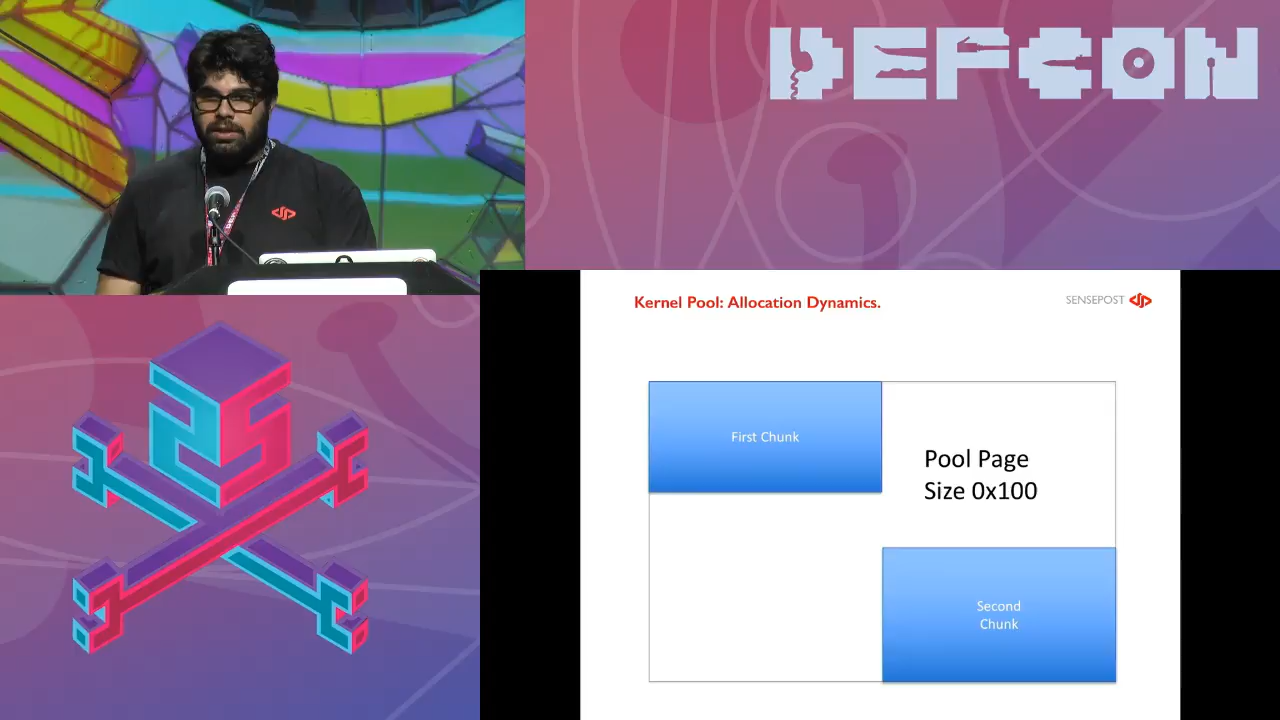 DEFCON
Kernel Pool: Allocation Dynamics.
SENSEPOST
First Chunk
Pool Page
Size 0x100
Second
Chunk